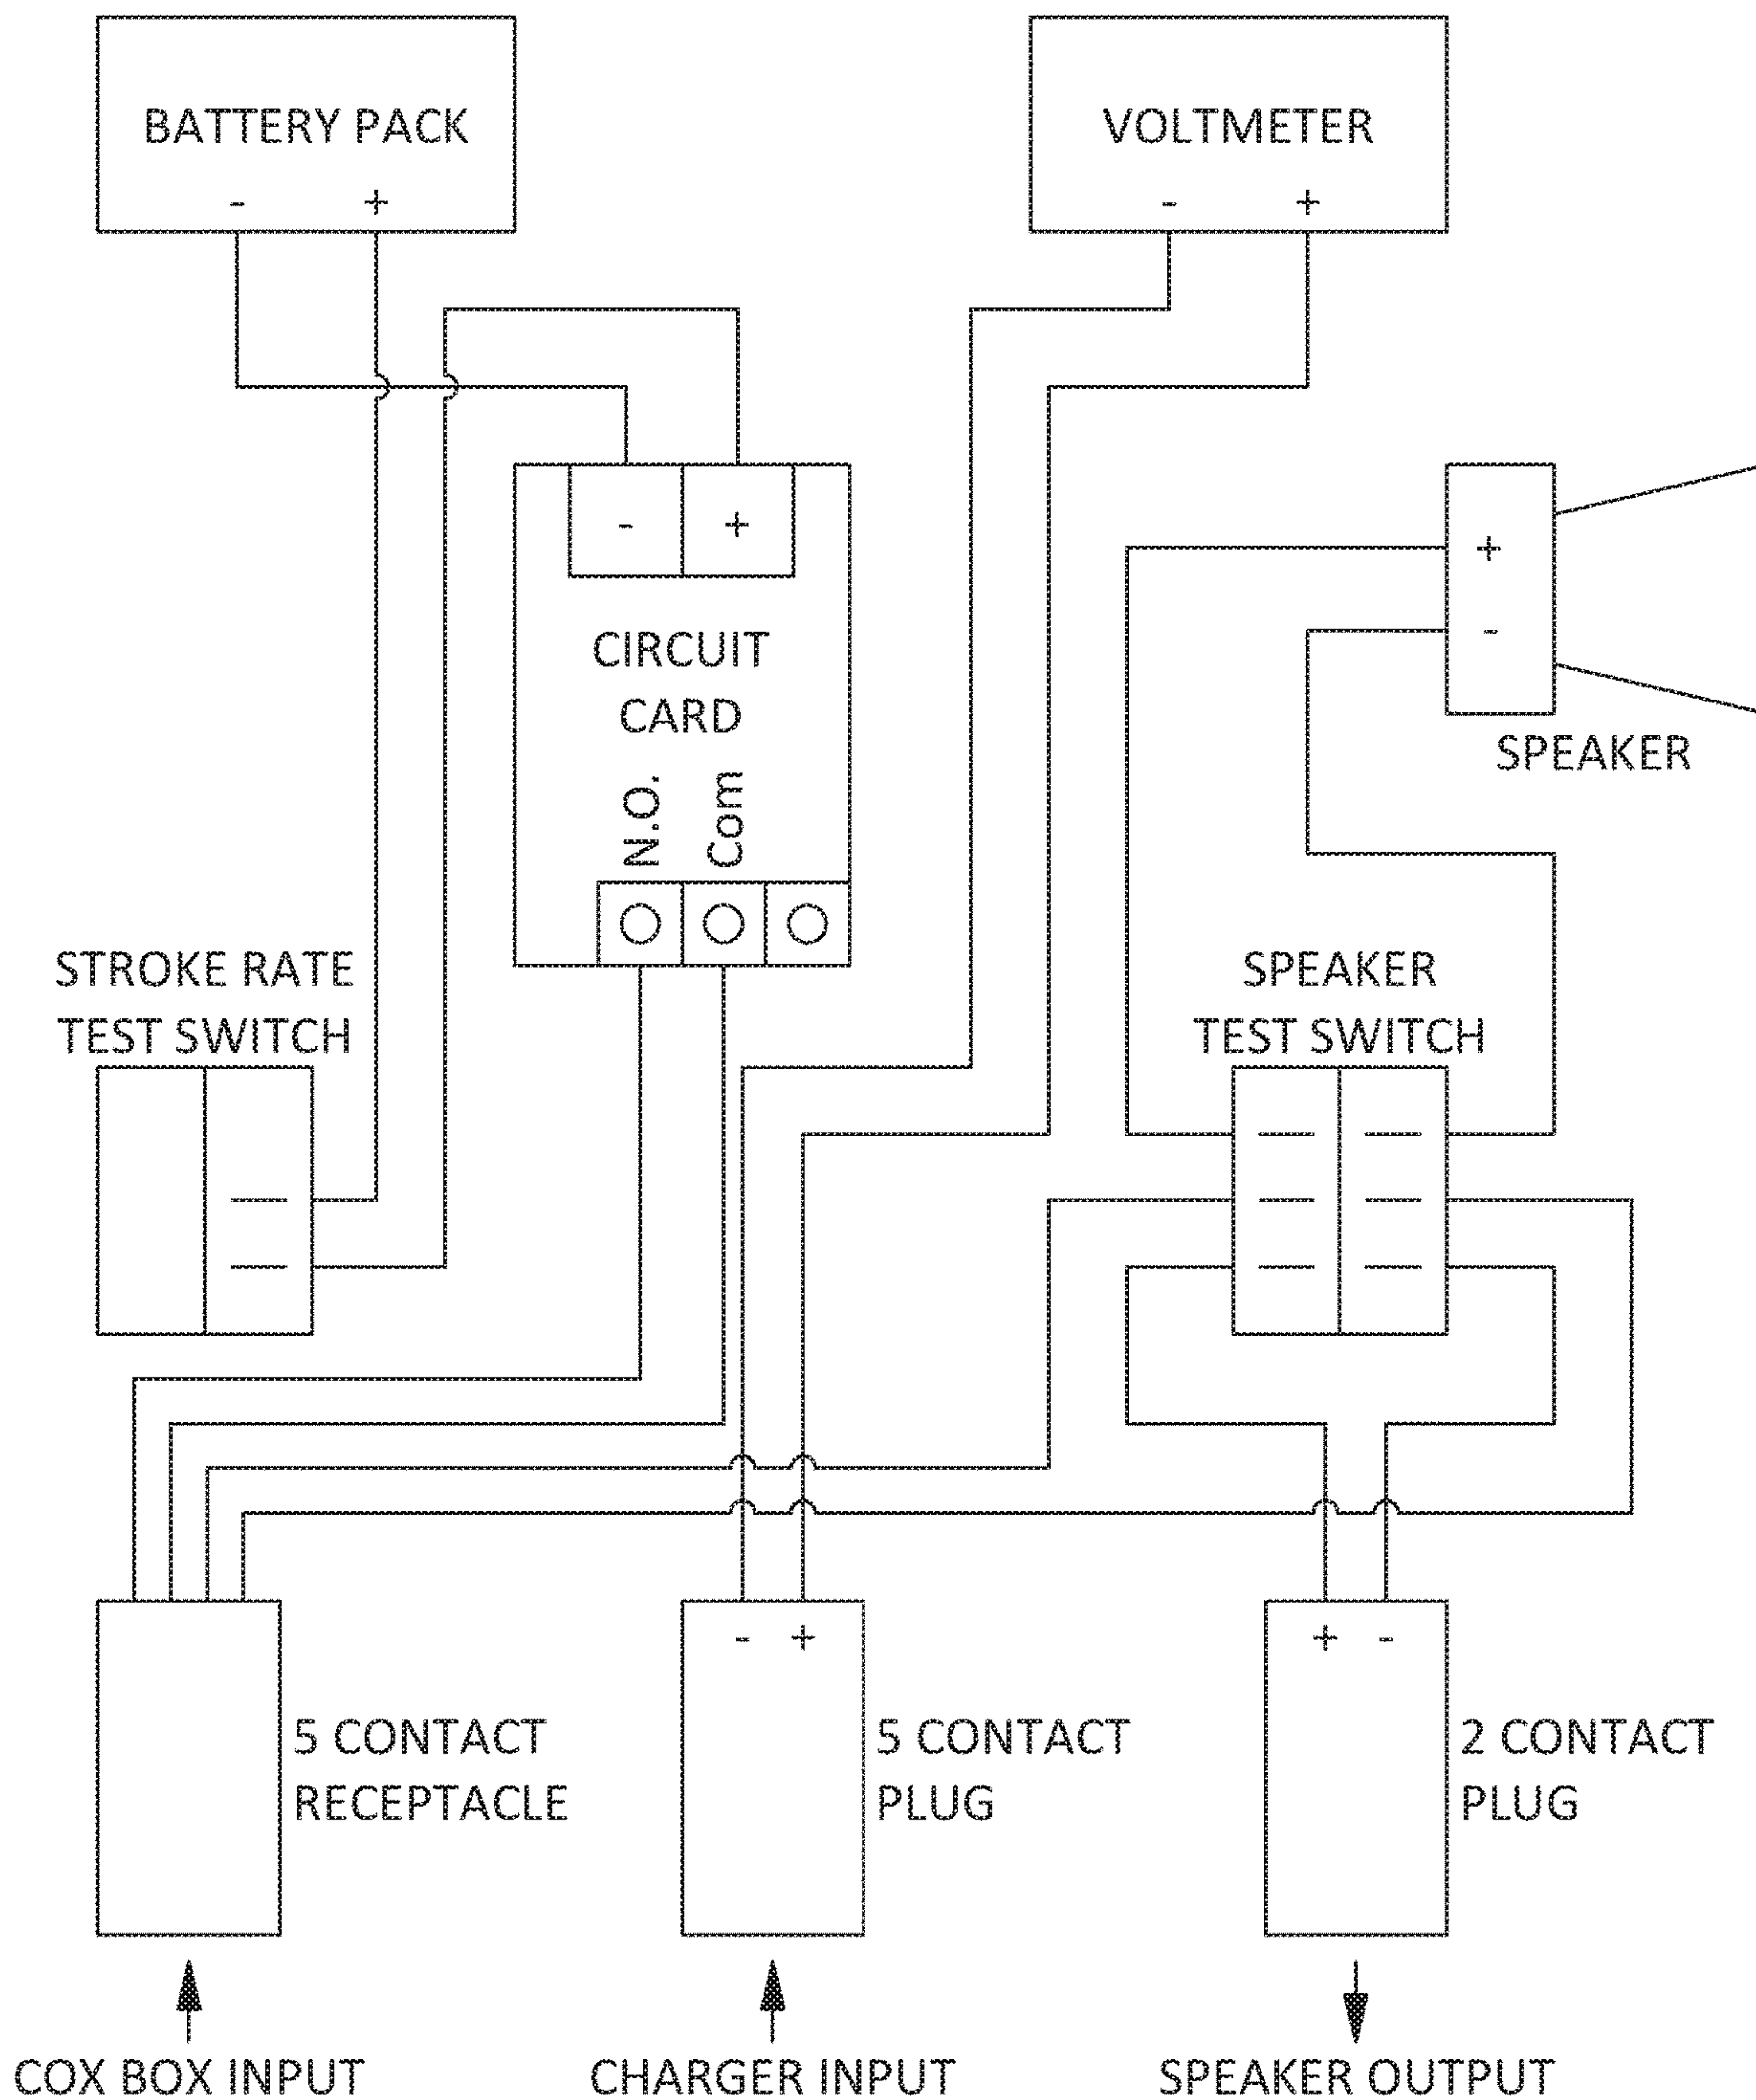 BATTERY PACK
- +
VOLTMETER
- +
- +
CIRCUIT
CARD
N.O.
Com
+
-
SPEAKER
STROKE RATE
TEST SWITCH
SPEAKER
TEST SWITCH
- +
+ -
5 CONTACT
RECEPTACLE
5 CONTACT
PLUG
2 CONTACT
PLUG
COX BOX INPUT
CHARGER INPUT
SPEAKER OUTPUT